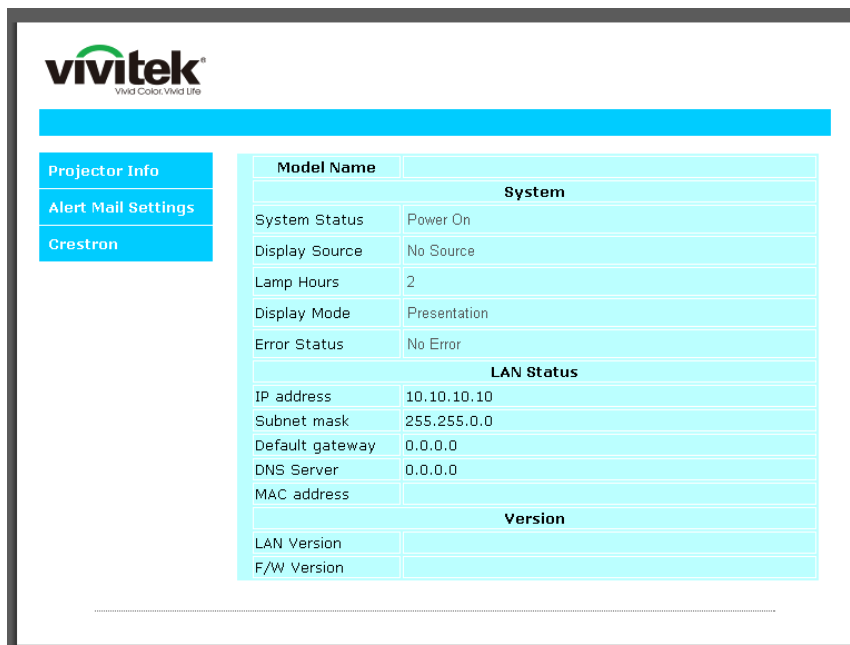 vivitek®
Vivid Color. Vivid Life
Projector Info
Alert Mail Settings
Crestron
Model Name
System
System Status Power On
Display Source No Source
Lamp Hours 2
Display Mode Presentation
Error Status No Error
LAN Status
IP address 10.10.10.10
Subnet mask 255.255.0.0
Default gateway 0.0.0.0
DNS Server 0.0.0.0
MAC address
Version
LAN Version
F/W Version